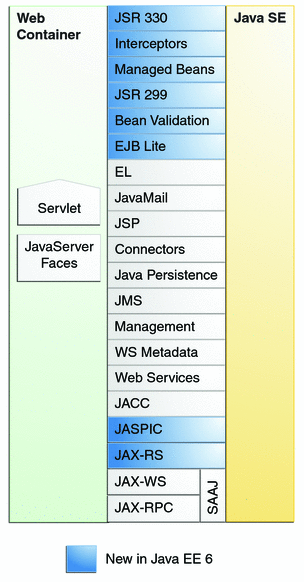 Web
Container
Servlet
JavaServer
Faces
JSR 330
Interceptors
Managed Beans
JSR 299
Bean Validation
EJB Lite
EL
JavaMail
JSP
Connectors
Java Persistence
JMS
Management
WS Metadata
Web Services
JACC
JASPIC
JAX-RS
JAX-WS
JAX-RPC
SAAJ
Java SE
New in Java EE 6